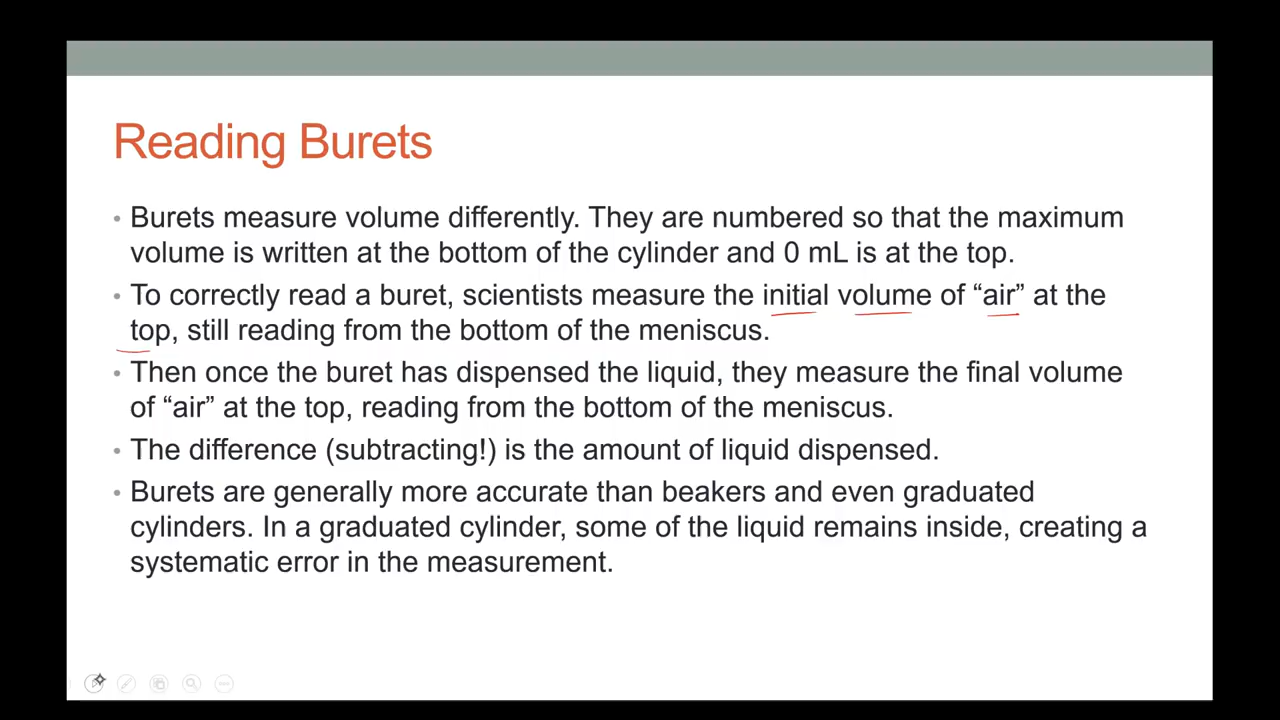 Reading Burets
• Burets measure volume differently. They are numbered so that the maximum
volume is written at the bottom of the cylinder and 0 mL is at the top.
• To correctly read a buret, scientists measure the initial volume of “air” at the
top, still reading from the bottom of the meniscus.
• Then once the buret has dispensed the liquid, they measure the final volume
of “air” at the top, reading from the bottom of the meniscus.
• The difference (subtracting!) is the amount of liquid dispensed.
• Burets are generally more accurate than beakers and even graduated
cylinders. In a graduated cylinder, some of the liquid remains inside, creating a
systematic error in the measurement.